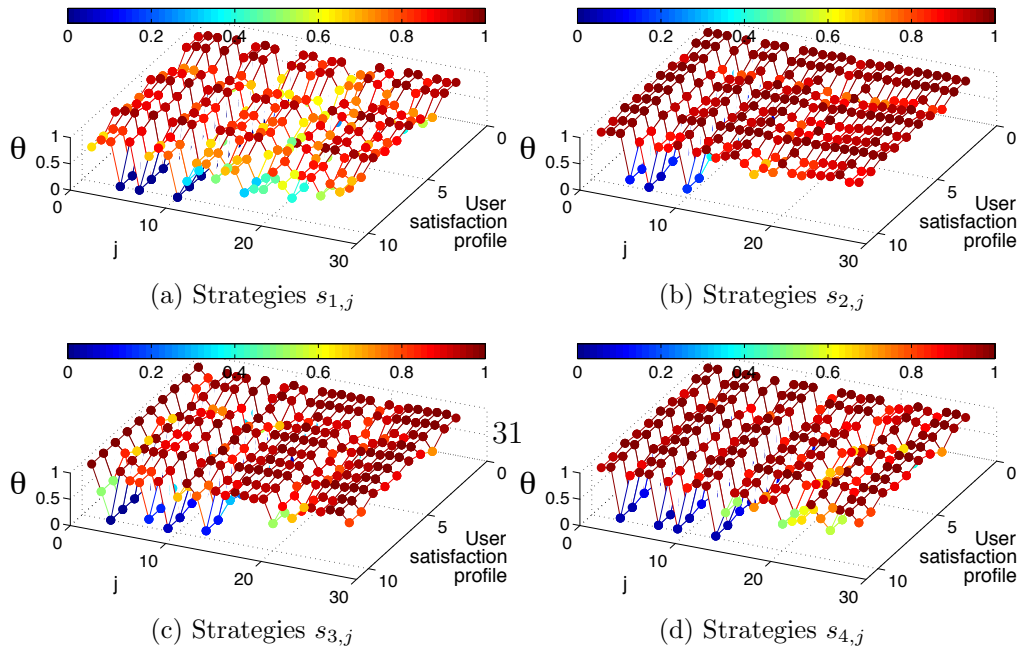 0 0.2 0.4 0.6 0.8 1
1
0.5
0
θ
0
10
20
30
j
0
5
10
User
satisfaction
profile
(a) Strategies s1,j
0 0.2 0.4 0.6 0.8 1
1
0.5
0
θ
0
10
20
30
j
0
5
10
User
satisfaction
profile
(b) Strategies s2,j
0 0.2 0.4 0.6 0.8 1
1
0.5
0
θ
0
10
20
30
j
0
5
10
User
satisfaction
profile
(c) Strategies s3,j
31
0 0.2 0.4 0.6 0.8 1
1
0.5
0
θ
0
10
20
30
j
0
5
10
User
satisfaction
profile
(d) Strategies s4,j